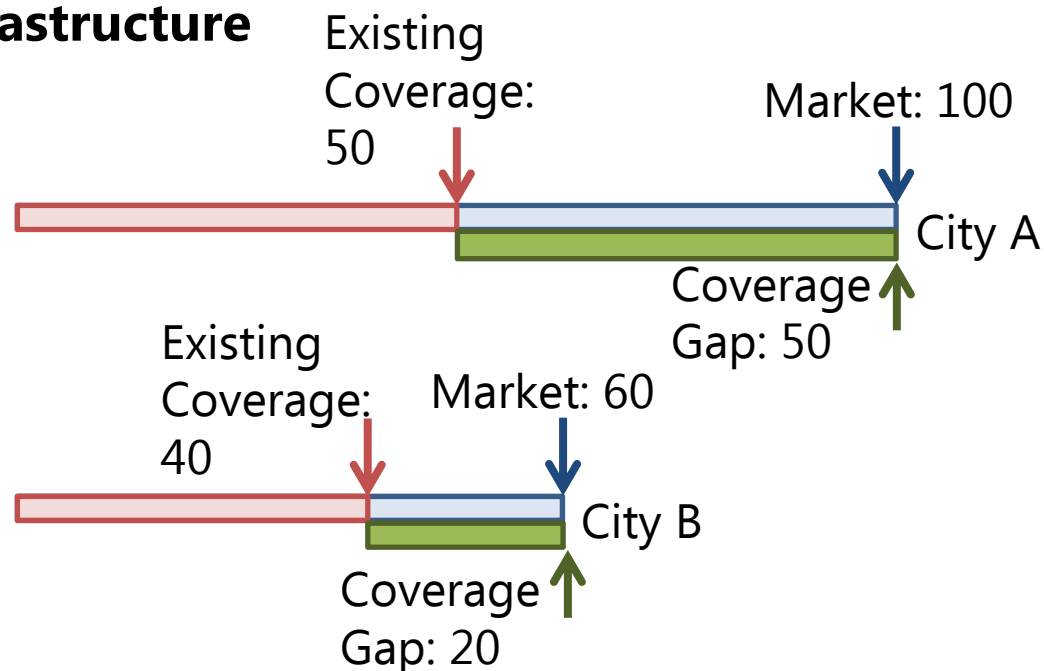 astructure
Existing
Coverage:
50
Market: 100
City A
Coverage
Gap: 50
Existing
Coverage:
40
Market: 60
City B
Coverage
Gap: 20